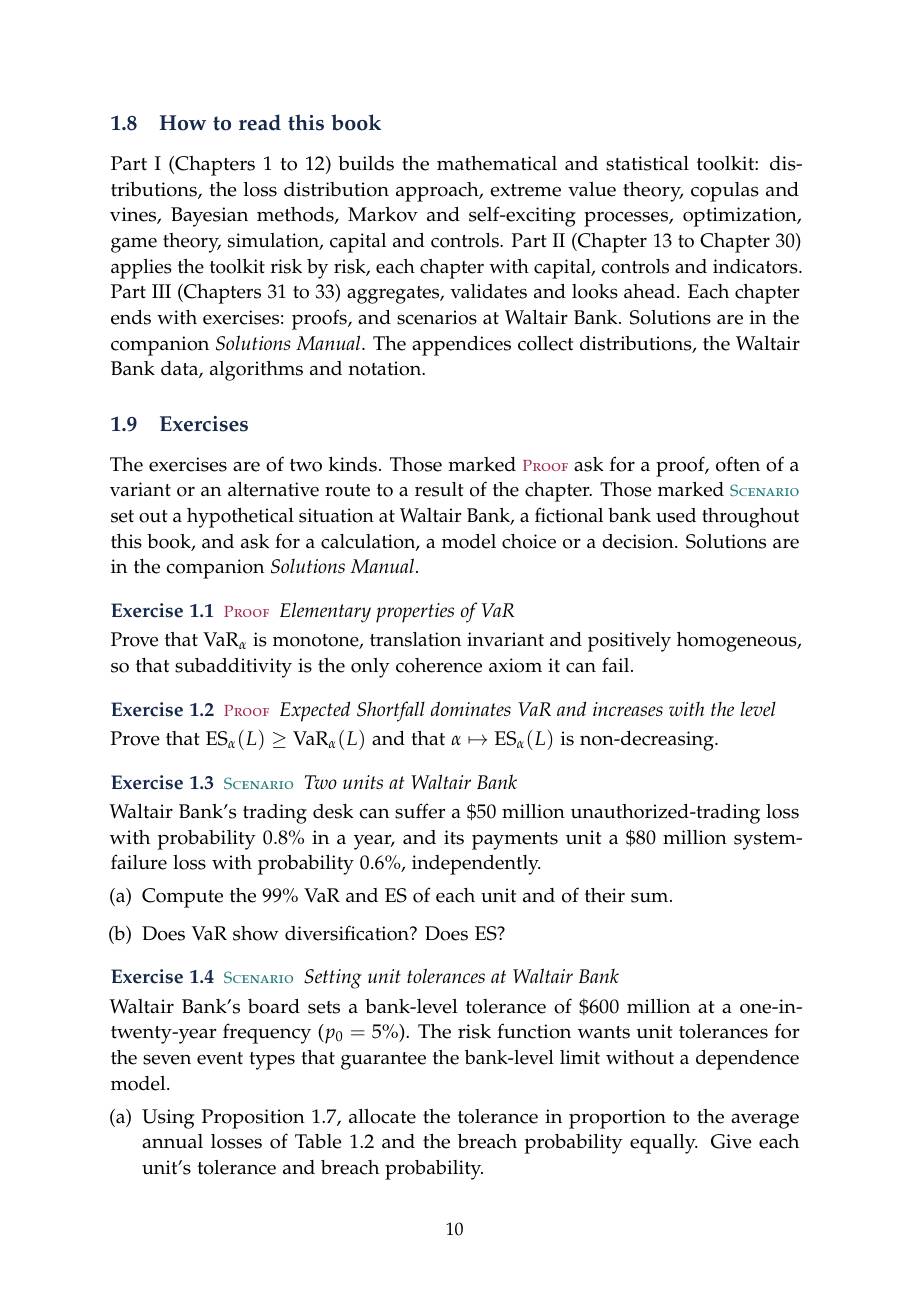 1.8 How to read this book
Part I (Chapters 1 to 12) builds the mathematical and statistical toolkit: dis-
tributions, the loss distribution approach, extreme value theory, copulas and
vines, Bayesian methods, Markov and self-exciting processes, optimization,
game theory, simulation, capital and controls. Part II (Chapter 13 to Chapter 30)
applies the toolkit risk by risk, each chapter with capital, controls and indicators.
Part III (Chapters 31 to 33) aggregates, validates and looks ahead. Each chapter
ends with exercises: proofs, and scenarios at Waltair Bank. Solutions are in the
companion Solutions Manual. The appendices collect distributions, the Waltair
Bank data, algorithms and notation.
1.9 Exercises
The exercises are of two kinds. Those marked Proof ask for a proof, often of a
variant or an alternative route to a result of the chapter. Those marked Scenario
set out a hypothetical situation at Waltair Bank, a fictional bank used throughout
this book, and ask for a calculation, a model choice or a decision. Solutions are
in the companion Solutions Manual.
Exercise 1.1 Proof Elementary properties of VaR
Prove that VaRα is monotone, translation invariant and positively homogeneous,
so that subadditivity is the only coherence axiom it can fail.
Exercise 1.2 Proof Expected Shortfall dominates VaR and increases with the level
Prove that ESα(L) ≥ VaRα(L) and that α ↦ ESα(L) is non-decreasing.
Exercise 1.3 Scenario Two units at Waltair Bank
Waltair Bank's trading desk can suffer a $50 million unauthorized-trading loss
with probability 0.8% in a year, and its payments unit a $80 million system-
failure loss with probability 0.6%, independently.
(a) Compute the 99% VaR and ES of each unit and of their sum.
(b) Does VaR show diversification? Does ES?
Exercise 1.4 Scenario Setting unit tolerances at Waltair Bank
Waltair Bank's board sets a bank-level tolerance of $600 million at a one-in-
twenty-year frequency (p0 = 5%). The risk function wants unit tolerances for
the seven event types that guarantee the bank-level limit without a dependence
model.
(a) Using Proposition 1.7, allocate the tolerance in proportion to the average
annual losses of Table 1.2 and the breach probability equally. Give each
unit's tolerance and breach probability.
10